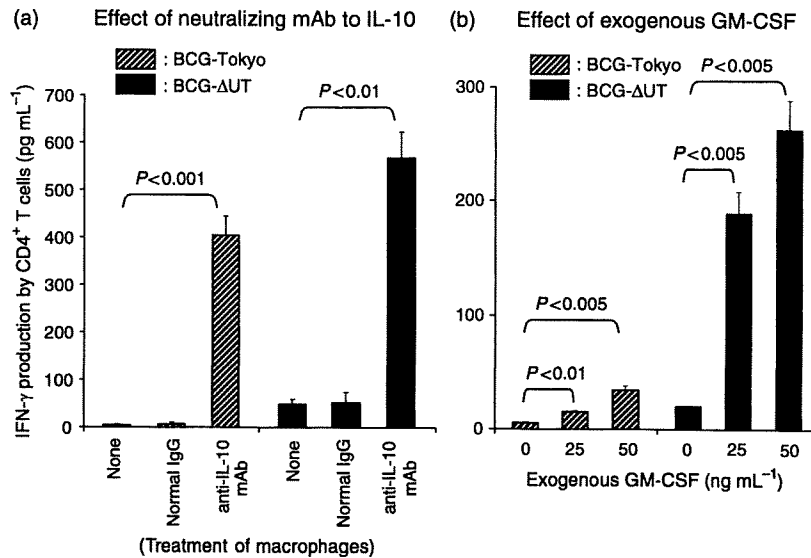 (a) Effect of neutralizing mAb to IL-10
: BCG-Tokyo
: BCG-ΔUT
IFN-γ production by CD4⁺ T cells (pg mL⁻¹)
700
600
500
400
300
200
100
0
P<0.001
P<0.01
None
Normal IgG
anti-IL-10 mAb
None
Normal IgG
anti-IL-10 mAb
(Treatment of macrophages)
(b) Effect of exogenous GM-CSF
: BCG-Tokyo
: BCG-ΔUT
300
200
100
0
P<0.005
P<0.01
P<0.005
P<0.005
0 25 50 0 25 50
Exogenous GM-CSF (ng mL⁻¹)